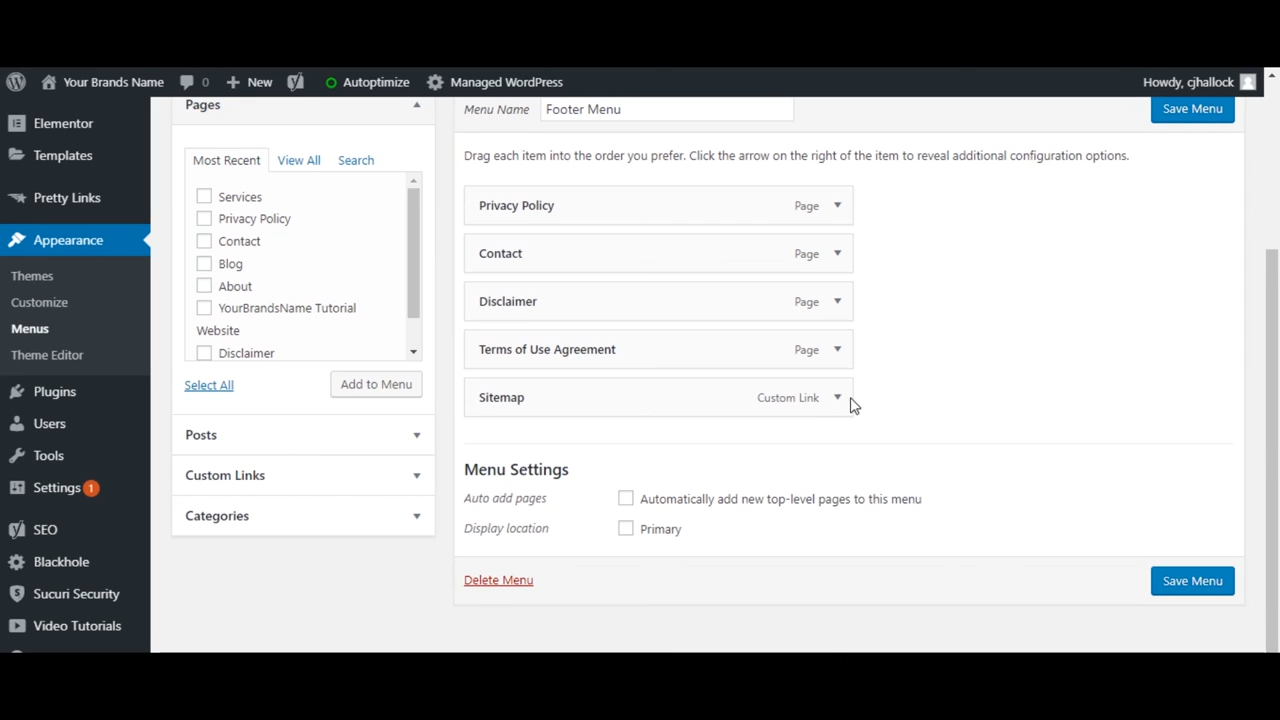 Your Brands Name 0 New Autoptimize Managed WordPress Howdy, cjhallock
Elementor
Templates
Pretty Links
Appearance
Themes
Customize
Menus
Theme Editor
Plugins
Users
Tools
Settings 1
SEO
Blackhole
Sucuri Security
Video Tutorials
Pages
Most Recent View All Search
Services
Privacy Policy
Contact
Blog
About
YourBrandsName Tutorial
Website
Disclaimer
Select All Add to Menu
Posts
Custom Links
Categories
Menu Name Footer Menu Save Menu
Drag each item into the order you prefer. Click the arrow on the right of the item to reveal additional configuration options.
Privacy Policy Page
Contact Page
Disclaimer Page
Terms of Use Agreement Page
Sitemap Custom Link
Menu Settings
Auto add pages Automatically add new top-level pages to this menu
Display location Primary
Delete Menu Save Menu